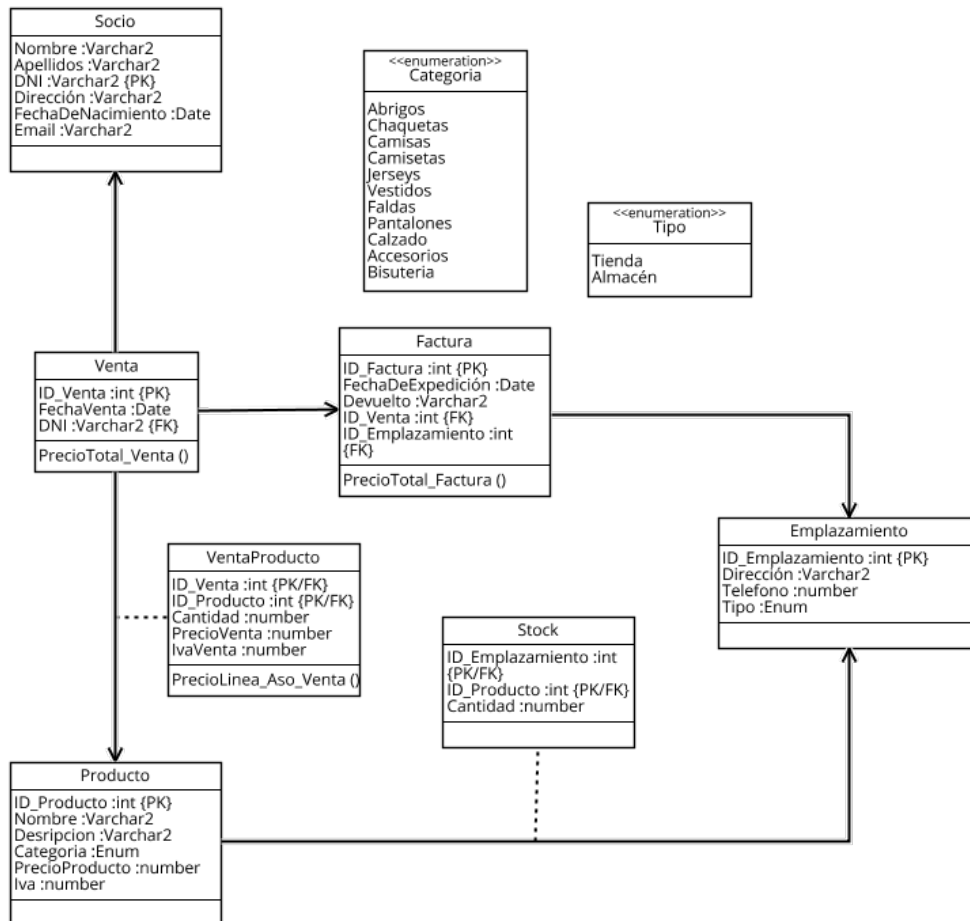 Socio
Nombre :Varchar2
Apellidos :Varchar2
DNI :Varchar2 {PK}
Dirección :Varchar2
FechaDeNacimiento :Date
Email :Varchar2
<<enumeration>>
Categoria
Abrigos
Chaquetas
Camisas
Camisetas
Jerseys
Vestidos
Faldas
Pantalones
Calzado
Accesorios
Bisuteria
<<enumeration>>
Tipo
Tienda
Almacén
Venta
ID_Venta :int {PK}
FechaVenta :Date
DNI :Varchar2 {FK}
PrecioTotal_Venta ()
Factura
ID_Factura :int {PK}
FechaDeExpedición :Date
Devuelto :Varchar2
ID_Venta :int {FK}
ID_Emplazamiento :int
{FK}
PrecioTotal_Factura ()
Emplazamiento
ID_Emplazamiento :int {PK}
Dirección :Varchar2
Telefono :number
Tipo :Enum
VentaProducto
ID_Venta :int {PK/FK}
ID_Producto :int {PK/FK}
Cantidad :number
PrecioVenta :number
IvaVenta :number
PrecioLinea_Aso_Venta ()
Stock
ID_Emplazamiento :int
{PK/FK}
ID_Producto :int {PK/FK}
Cantidad :number
Producto
ID_Producto :int {PK}
Nombre :Varchar2
Desripcion :Varchar2
Categoria :Enum
PrecioProducto :number
Iva :number